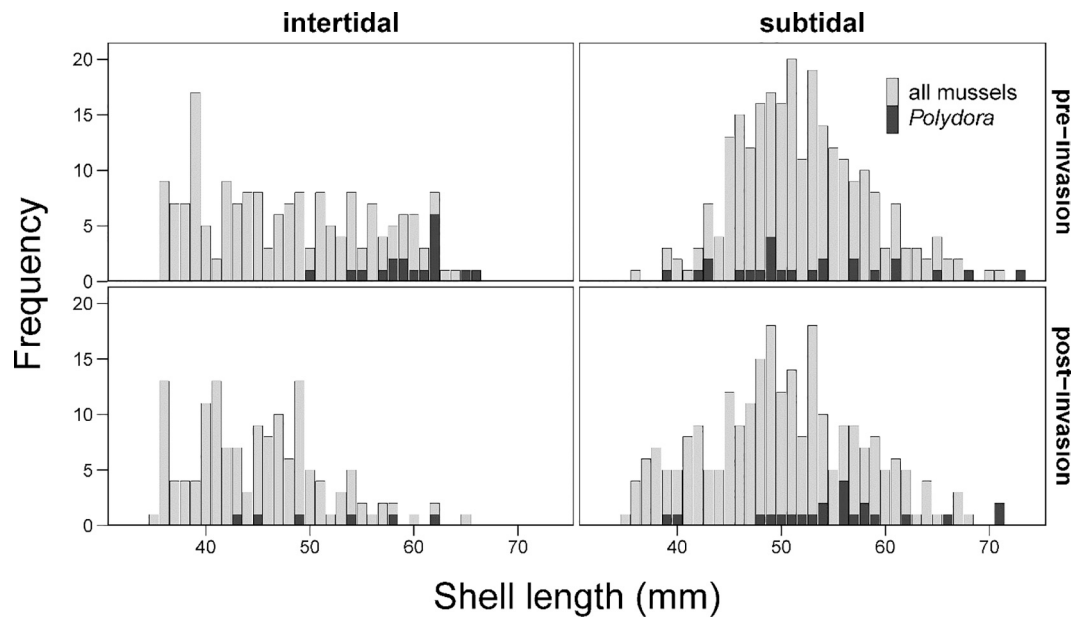 intertidal
subtidal
20
15
10
5
0
all mussels
Polydora
pre-invasion
Frequency
20
15
10
5
0
post-invasion
40
50
60
70
40
50
60
70
Shell length (mm)